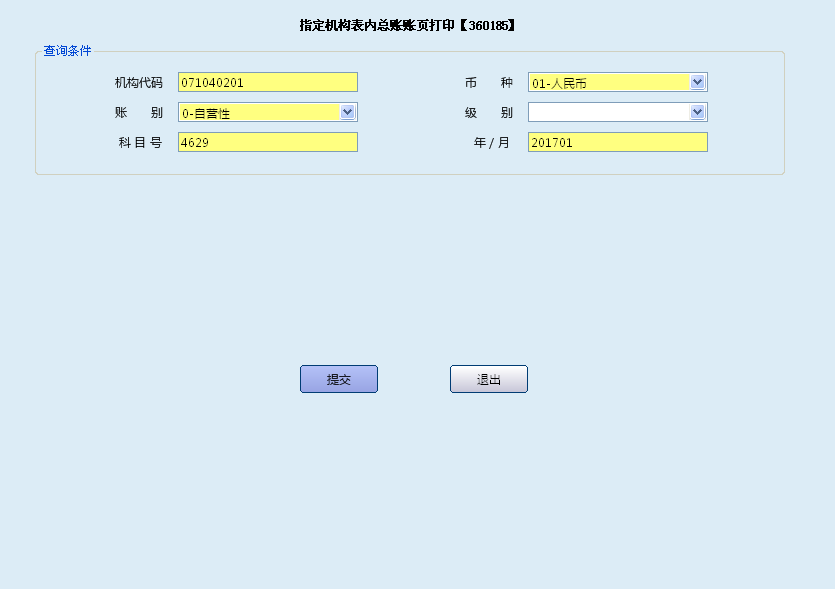 指定机构表内总账账页打印【360185】
查询条件
机构代码 071040201 币 种 01-人民币
账 别 0-自营性 级 别
科 目 号 4629 年 / 月 201701
提交 退出